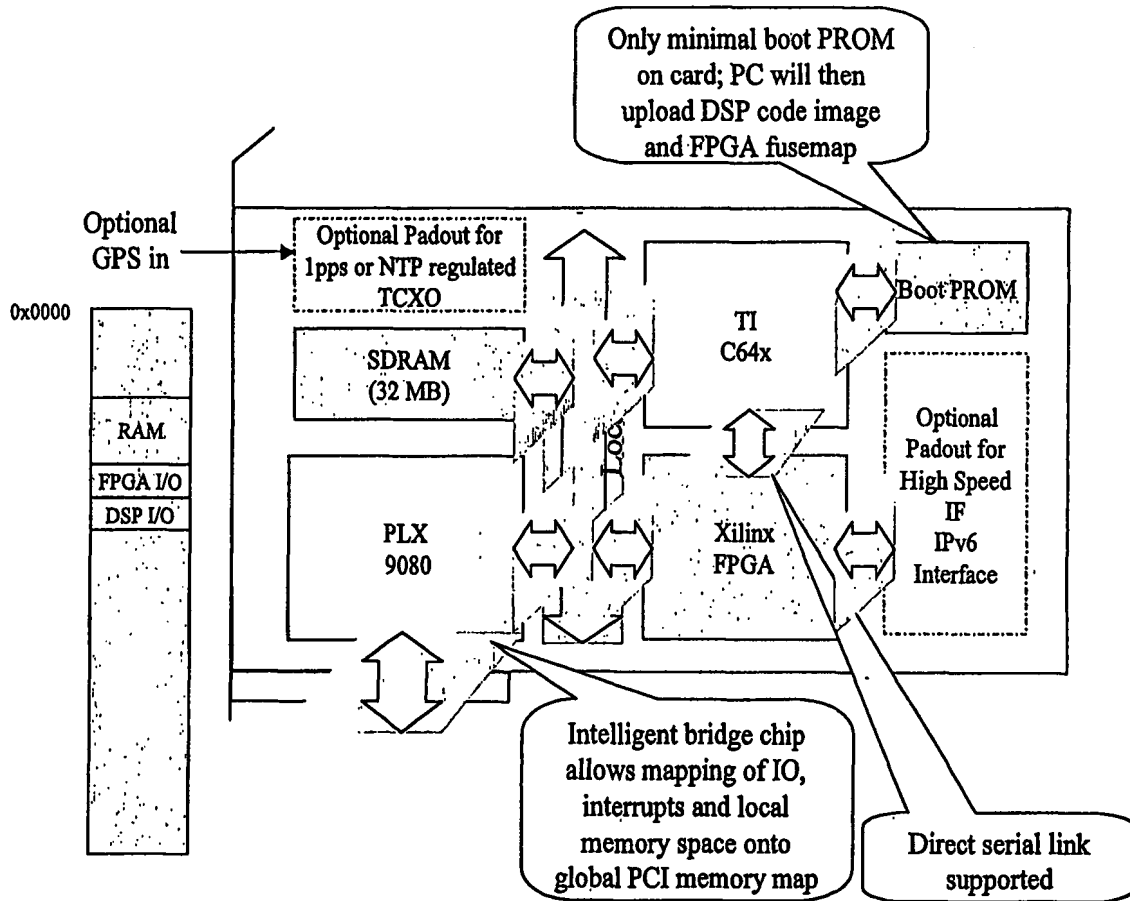 Only minimal boot PROM
on card; PC will then
upload DSP code image
and FPGA fusemap
Optional
GPS in
Optional Padout for
1pps or NTP regulated
TCXO
0x0000
RAM
FPGA I/O
DSP I/O
SDRAM
(32 MB)
PLX
9080
TI
C64x
Boot PROM
Xilinx
FPGA
Optional
Padout for
High Speed
IF
IPv6
Interface
Intelligent bridge chip
allows mapping of IO,
interrupts and local
memory space onto
global PCI memory map
Direct serial link
supported